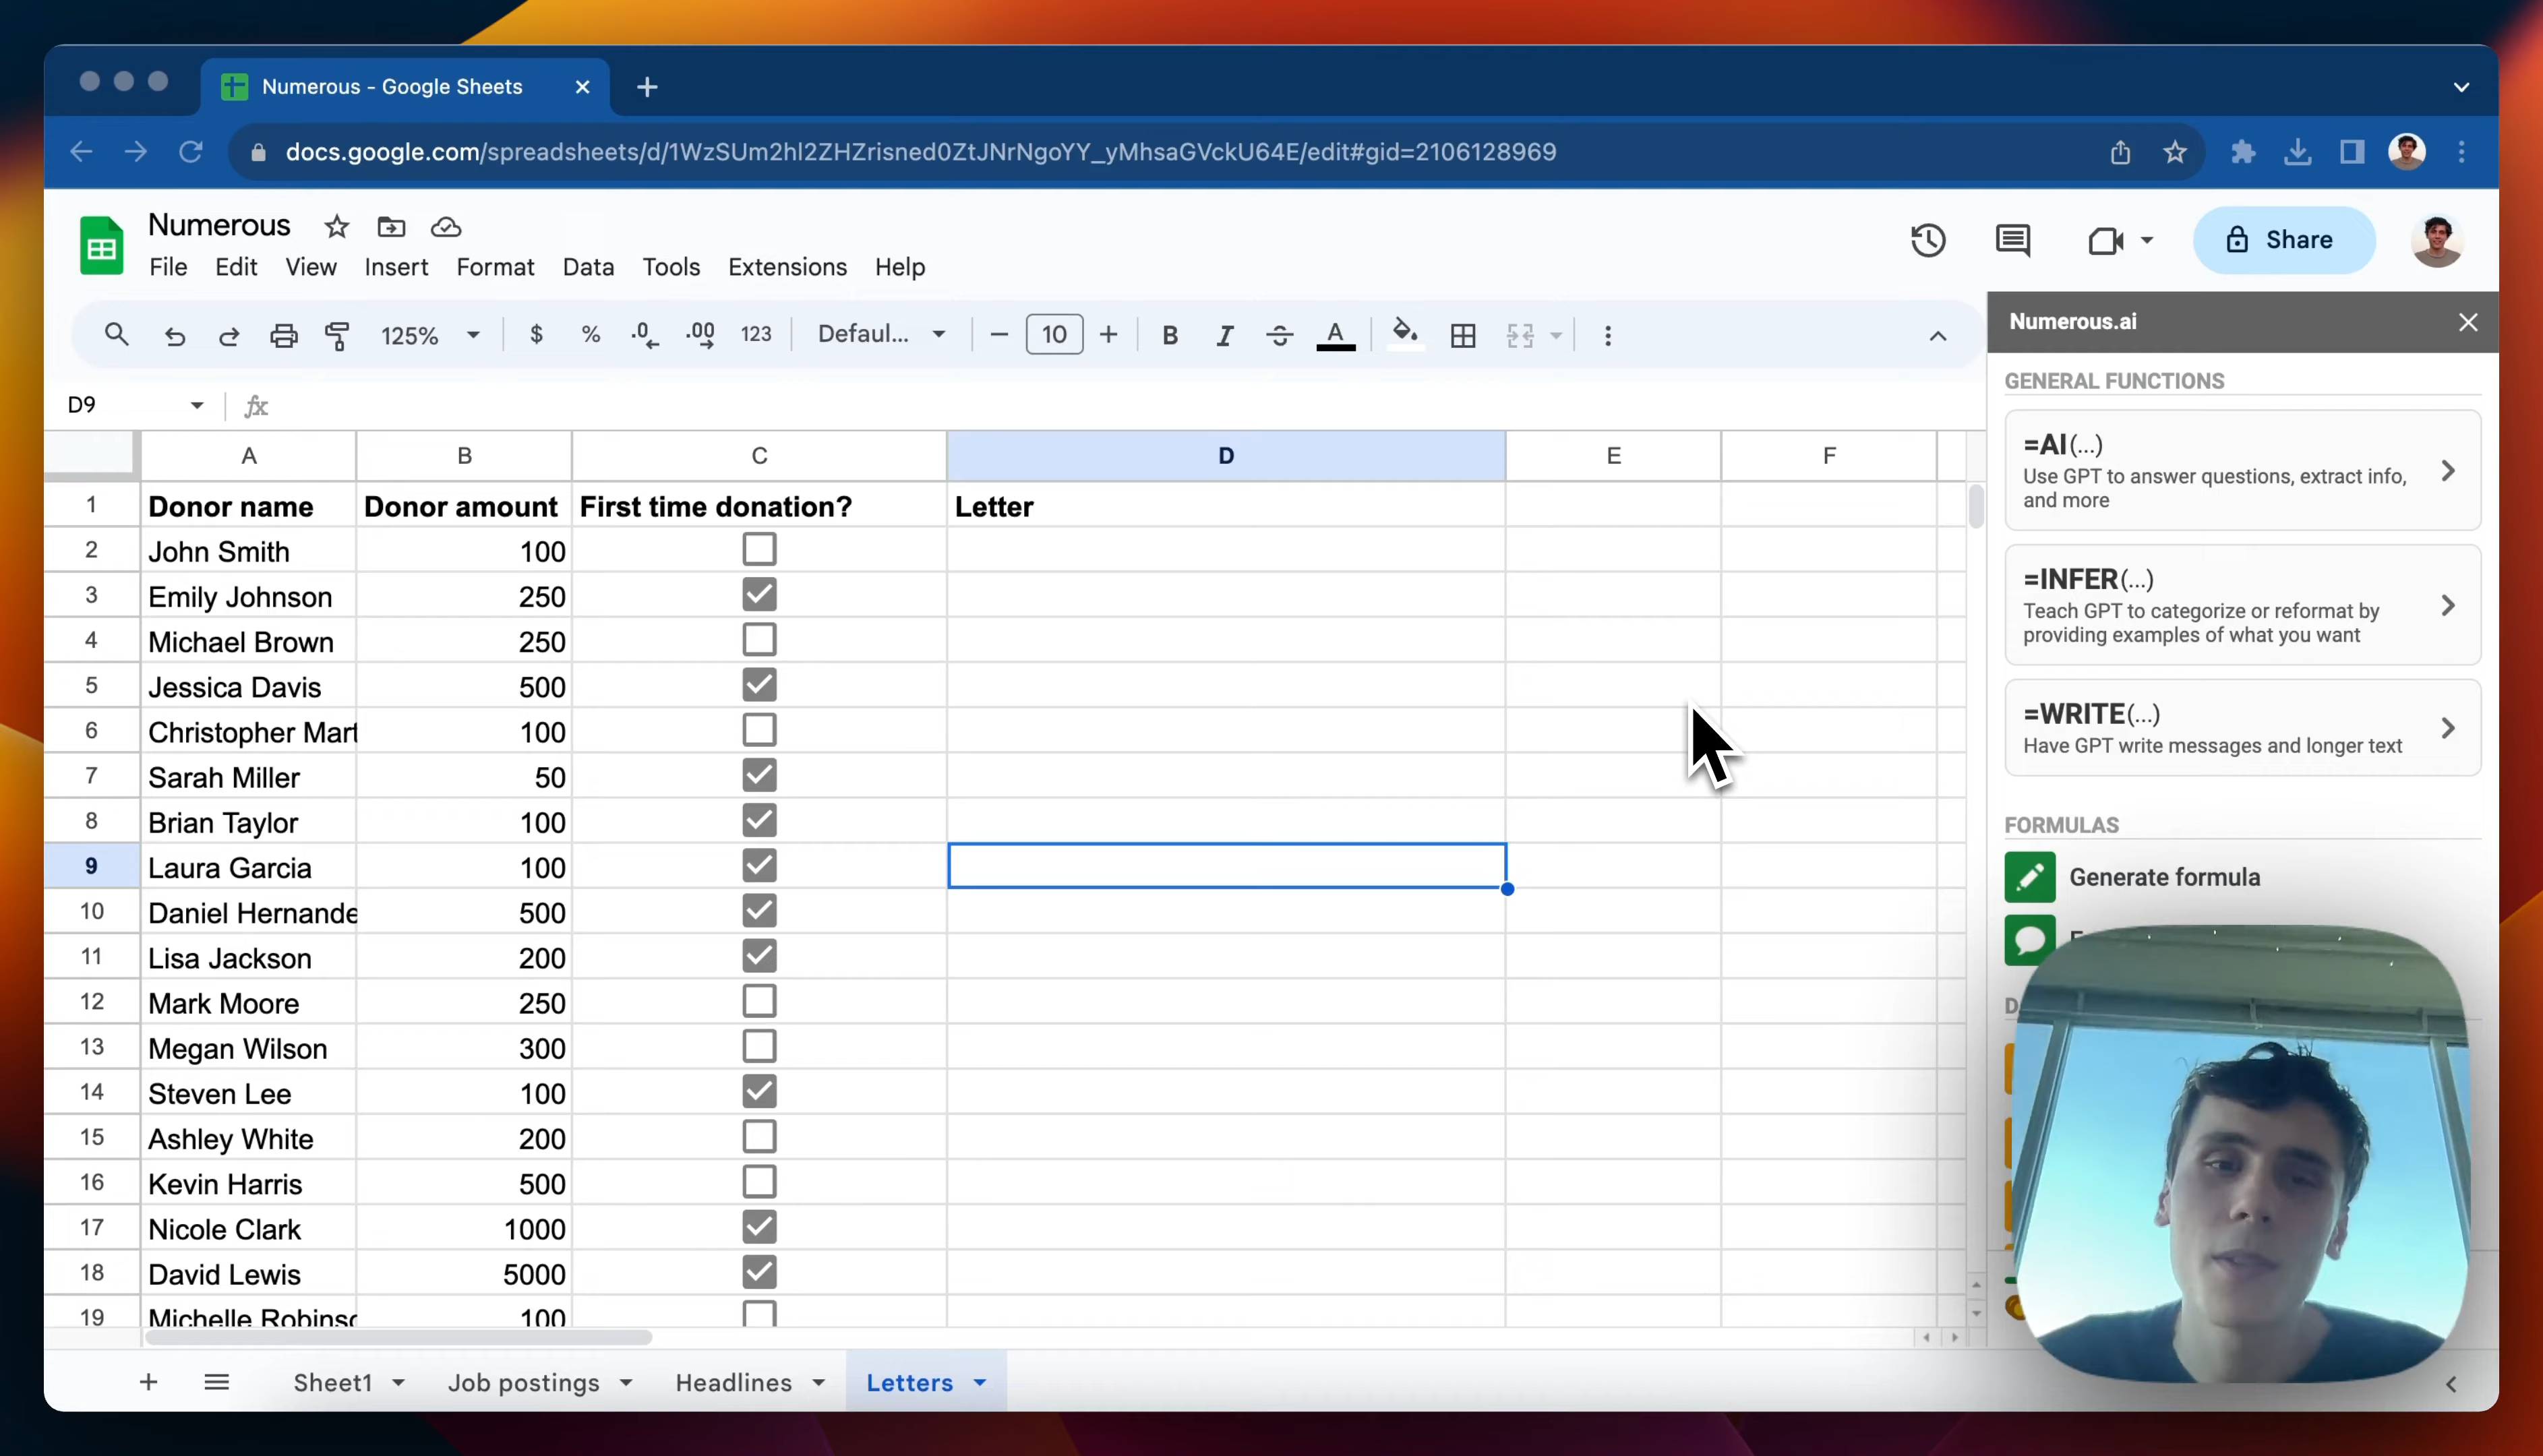 Numerous - Google Sheets
docs.google.com/spreadsheets/d/1WzSUm2hl2ZHZrisned0ZtJNrNgoYY_yMhsaGVckU64E/edit#gid=2106128969
Numerous
File Edit View Insert Format Data Tools Extensions Help
Share
125% $ % .0 .00 123 Defaul... 10 B I A
Numerous.ai
D9 fx
A B C D E F
1 Donor name Donor amount First time donation? Letter
2 John Smith 100
3 Emily Johnson 250
4 Michael Brown 250
5 Jessica Davis 500
6 Christopher Mart 100
7 Sarah Miller 50
8 Brian Taylor 100
9 Laura Garcia 100
10 Daniel Hernande 500
11 Lisa Jackson 200
12 Mark Moore 250
13 Megan Wilson 300
14 Steven Lee 100
15 Ashley White 200
16 Kevin Harris 500
17 Nicole Clark 1000
18 David Lewis 5000
19 Michelle Robins 100
GENERAL FUNCTIONS
=AI(...)
Use GPT to answer questions, extract info,
and more
=INFER(...)
Teach GPT to categorize or reformat by
providing examples of what you want
=WRITE(...)
Have GPT write messages and longer text
FORMULAS
Generate formula
Sheet1 Job postings Headlines Letters